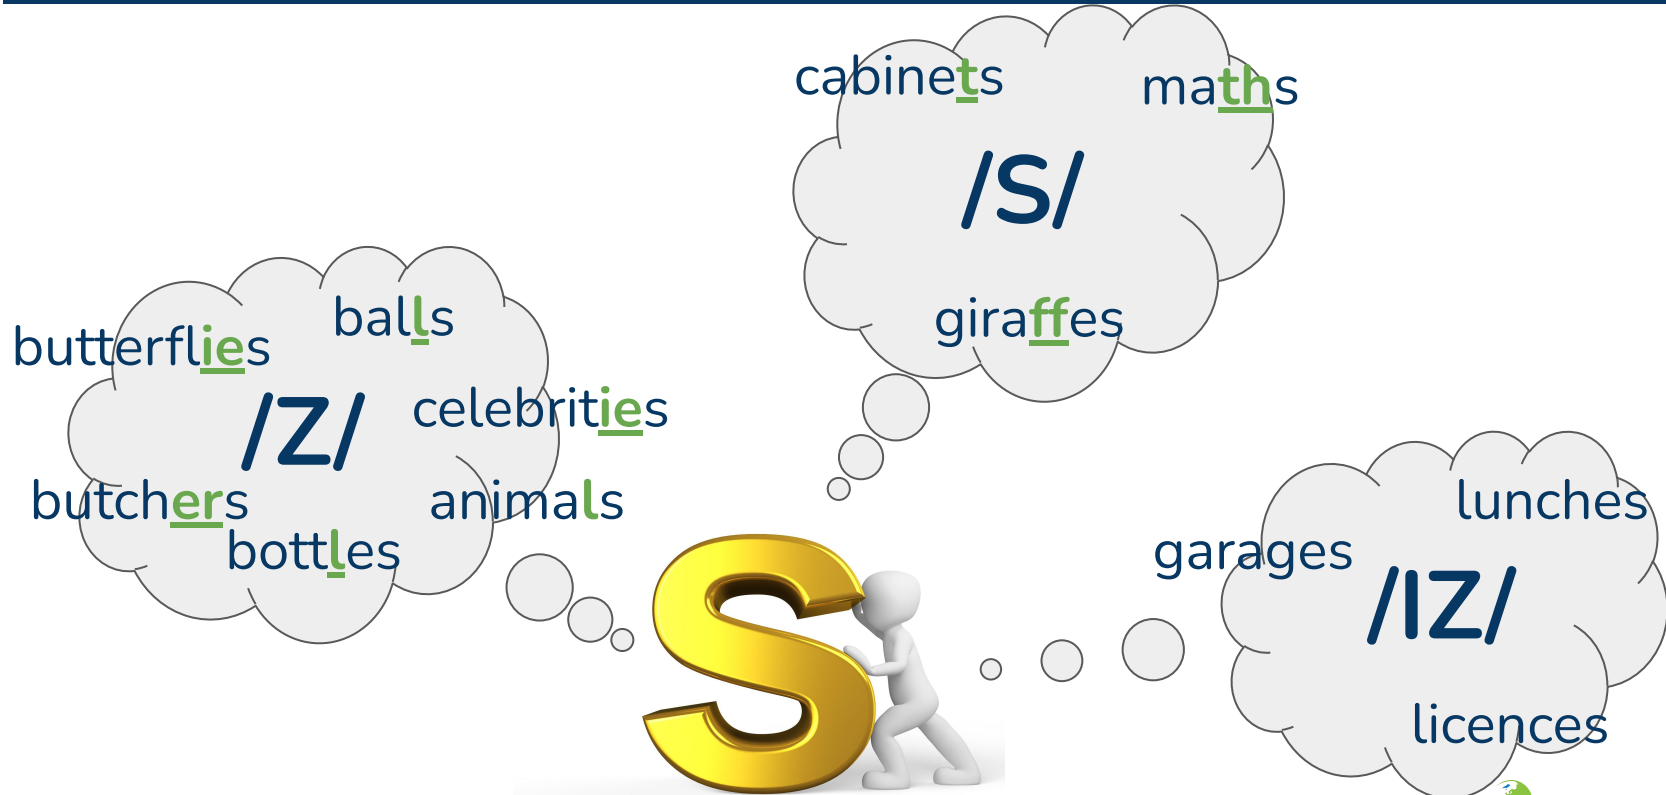 cabinets
maths
/S/
giraffes
balls
butterflies
/Z/
celebrities
butchers
animals
bottles
S
lunches
garages
/IZ/
licences